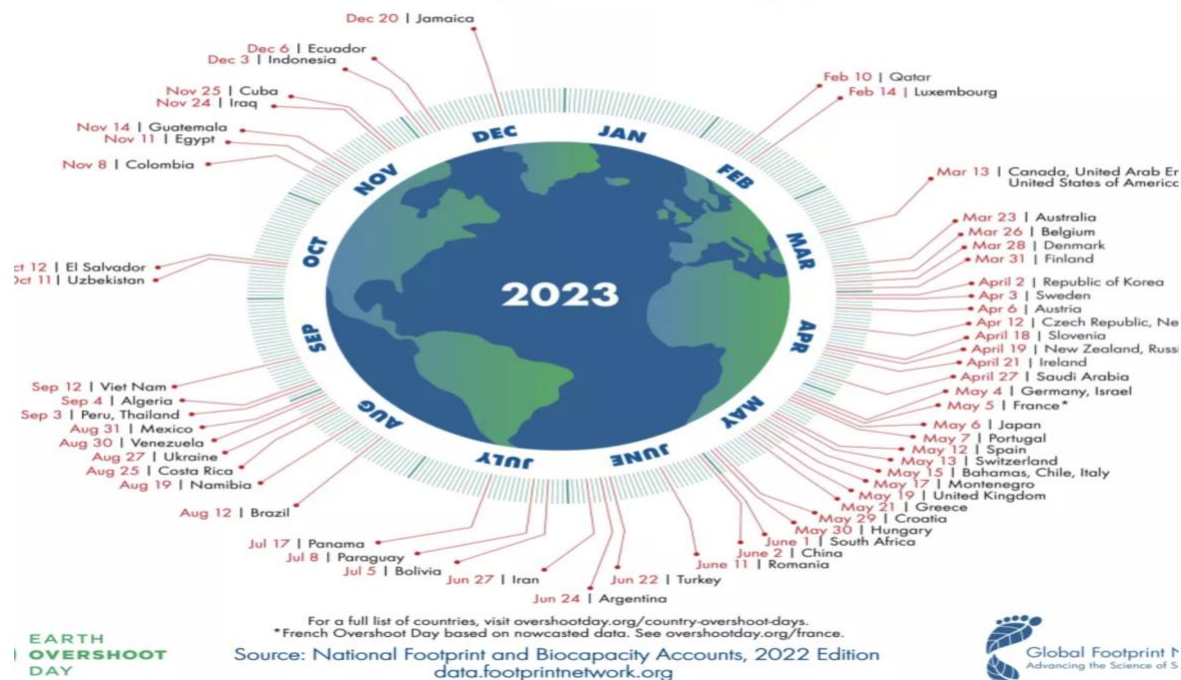 Dec 20 | Jamaica
Dec 6 | Ecuador
Dec 3 | Indonesia
Nov 25 | Cuba
Nov 24 | Iraq
Nov 14 | Guatemala
Nov 11 | Egypt
Nov 8 | Colombia
ct 12 | El Salvador
Oct 11 | Uzbekistan
Sep 12 | Viet Nam
Sep 4 | Algeria
Sep 3 | Peru, Thailand
Aug 31 | Mexico
Aug 30 | Venezuela
Aug 27 | Ukraine
Aug 25 | Costa Rica
Aug 19 | Namibia
Aug 12 | Brazil
Jul 17 | Panama
Jul 8 | Paraguay
Jul 5 | Bolivia
Jun 27 | Iran
Jun 24 | Argentina
Jun 22 | Turkey
JAN
FEB
MAR
APR
MAY
JUNE
JULY
AUG
SEP
OCT
NOV
DEC
2023
Feb 10 | Qatar
Feb 14 | Luxembourg
Mar 13 | Canada, United Arab
United States of Americ
Mar 23 | Australia
Mar 26 | Belgium
Mar 28 | Denmark
Mar 31 | Finland
April 2 | Republic of Korea
Apr 3 | Sweden
Apr 6 | Austria
Apr 12 | Czech Republic, Ne
April 18 | Slovenia
April 19 | New Zealand, Russ
April 21 | Ireland
April 27 | Saudi Arabia
May 4 | Germany, Israel
May 5 | France*
May 6 | Japan
May 7 | Portugal
May 12 | Spain
May 13 | Switzerland
May 15 | Bahamas, Chile, Italy
May 17 | Montenegro
May 19 | United Kingdom
May 21 | Greece
May 29 | Croatia
May 30 | Hungary
June 1 | South Africa
June 2 | China
June 11 | Romania
For a full list of countries, visit overshootday.org/country-overshoot-days.
*French Overshoot Day based on nowcasted data. See overshootday.org/france.
Source: National Footprint and Biocapacity Accounts, 2022 Edition
data.footprintnetwork.org
EARTH
OVERSHOOT
DAY
Global Footprint N
Advancing the Science of S